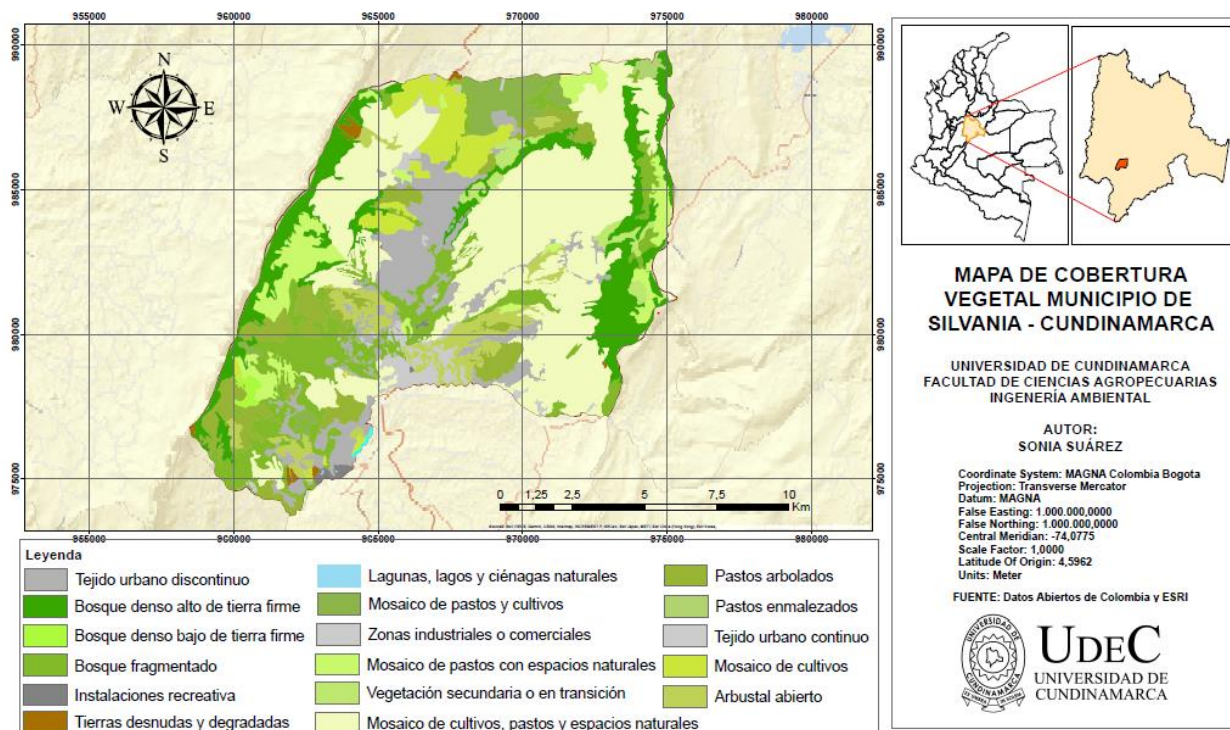 955000 960000 965000 970000 975000 980000
990000 990000
985000 985000
980000 980000
975000 975000
N
W E
S
0 1,25 2,5 5 7,5 10
Km
955000 960000 965000 970000 975000 980000
Leyenda
Tejido urbano discontinuo
Bosque denso alto de tierra firme
Bosque denso bajo de tierra firme
Bosque fragmentado
Instalaciones recreativa
Tierras desnudas y degradadas
Lagunas, lagos y ciénagas naturales
Mosaico de pastos y cultivos
Zonas industriales o comerciales
Mosaico de pastos con espacios naturales
Vegetación secundaria o en transición
Mosaico de cultivos, pastos y espacios naturales
Pastos arbolados
Pastos enmalezados
Tejido urbano continuo
Mosaico de cultivos
Arbustal abierto
MAPA DE COBERTURA
VEGETAL MUNICIPIO DE
SILVANIA - CUNDINAMARCA
UNIVERSIDAD DE CUNDINAMARCA
FACULTAD DE CIENCIAS AGROPECUARIAS
INGENERÍA AMBIENTAL
AUTOR:
SONIA SUÁREZ
Coordinate System: MAGNA Colombia Bogota
Projection: Transverse Mercator
Datum: MAGNA
False Easting: 1.000.000,0000
False Northing: 1.000.000,0000
Central Meridian: -74,0775
Scale Factor: 1,0000
Latitude Of Origin: 4,5962
Units: Meter
FUENTE: Datos Abiertos de Colombia y ESRI
UNIVERSIDAD DE
CUNDINAMARCA
UDEC
UNIVERSIDAD DE
CUNDINAMARCA